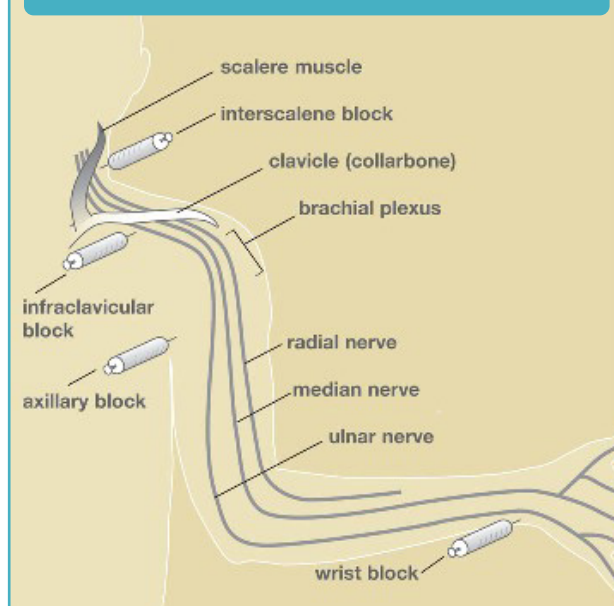 scalere muscle
interscalene block
clavicle (collarbone)
brachial plexus
infraclavicular
block
radial nerve
axillary block
median nerve
ulnar nerve
wrist block